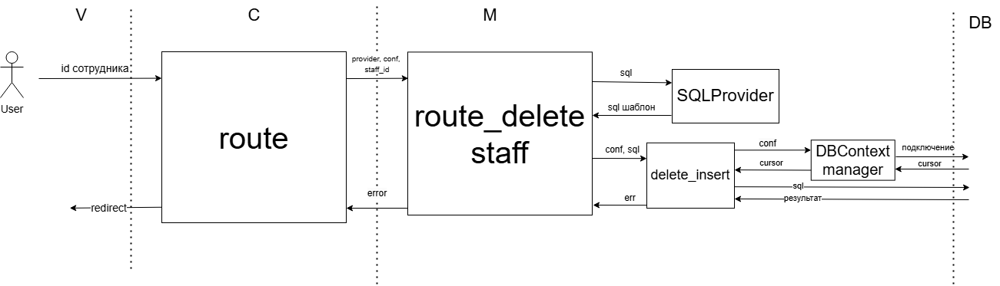 V
C
M
DB
User
id сотрудника
route
provider, conf,
staff_id
route_delete
staff
sql
SQLProvider
sql шаблон
conf, sql
delete_insert
conf
DBContext
manager
подключение
cursor
cursor
sql
результат
err
error
redirect